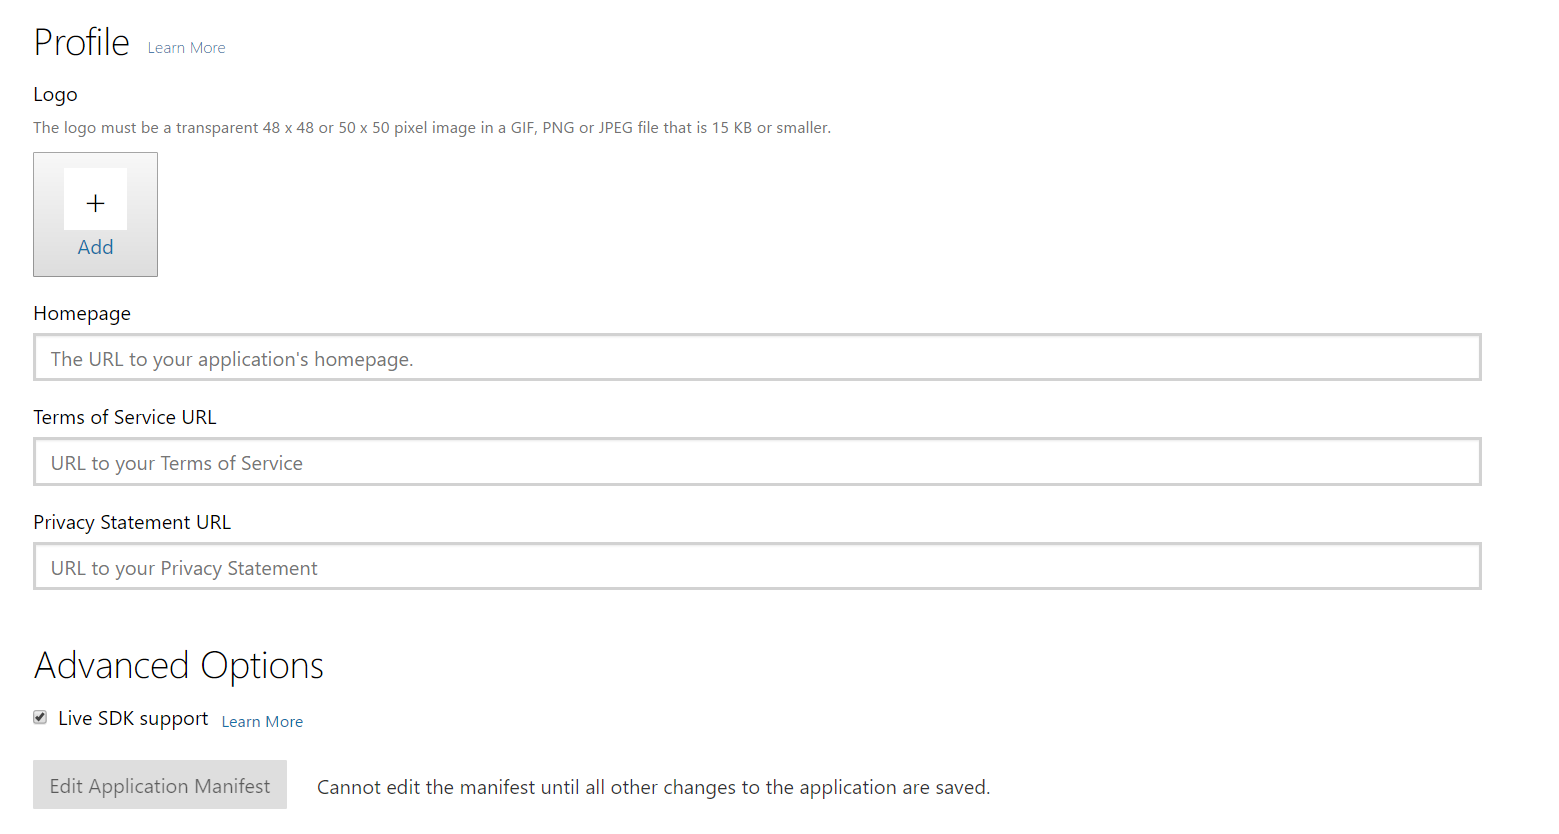 Profile Learn More
Logo
The logo must be a transparent 48 x 48 or 50 x 50 pixel image in a GIF, PNG or JPEG file that is 15 KB or smaller.
+
Add
Homepage
The URL to your application's homepage.
Terms of Service URL
URL to your Terms of Service
Privacy Statement URL
URL to your Privacy Statement
Advanced Options
Live SDK support Learn More
Edit Application Manifest Cannot edit the manifest until all other changes to the application are saved.